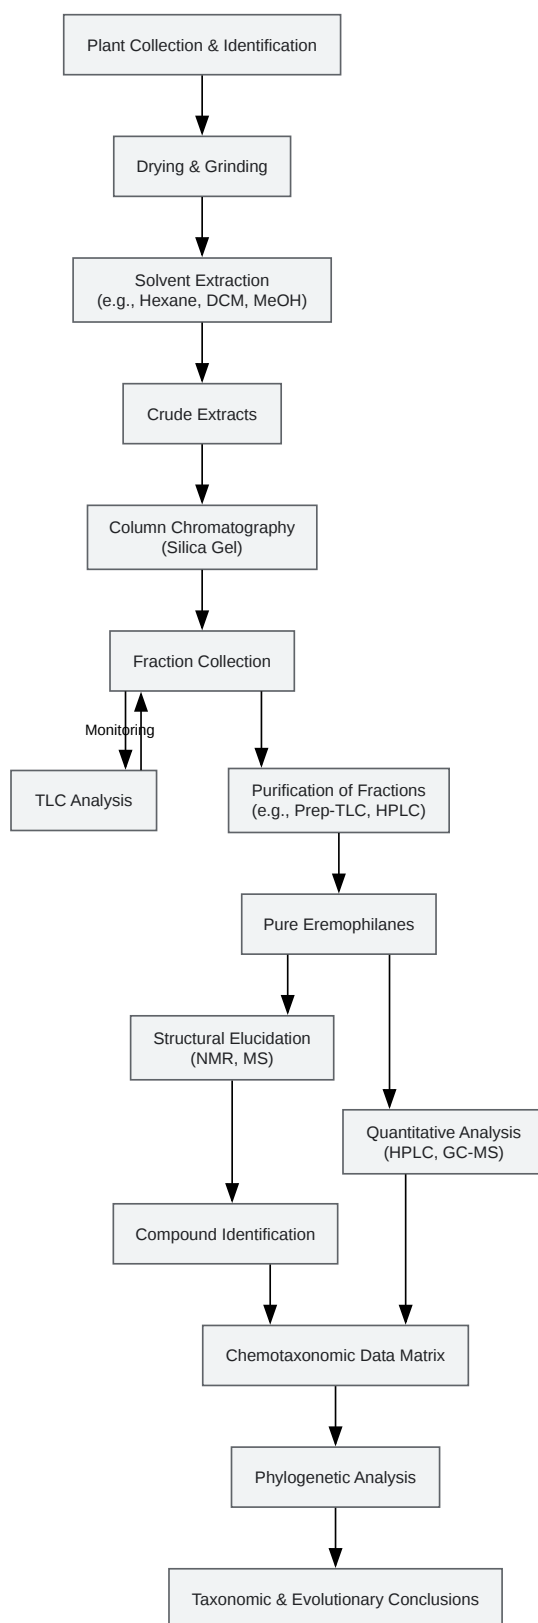 Plant Collection & Identification
Drying & Grinding
Solvent Extraction
(e.g., Hexane, DCM, MeOH)
Crude Extracts
Column Chromatography
(Silica Gel)
Fraction Collection
Monitoring
TLC Analysis
Purification of Fractions
(e.g., Prep-TLC, HPLC)
Pure Eremophilanes
Structural Elucidation
(NMR, MS)
Quantitative Analysis
(HPLC, GC-MS)
Compound Identification
Chemotaxonomic Data Matrix
Phylogenetic Analysis
Taxonomic & Evolutionary Conclusions